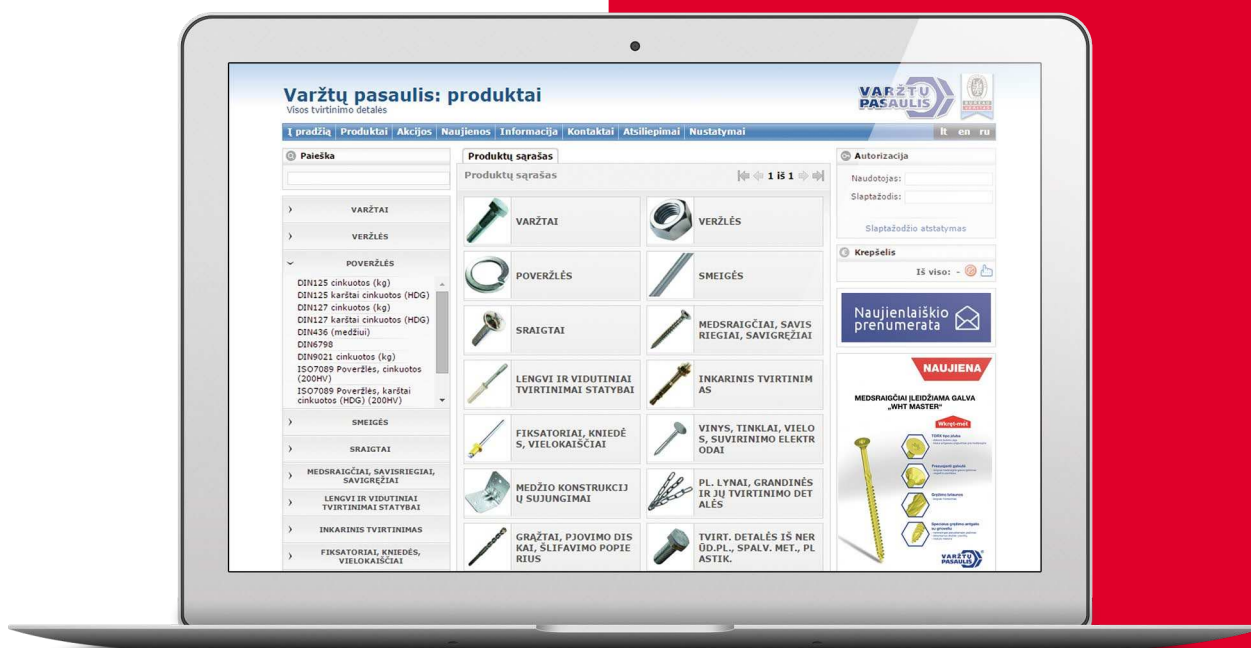 Varžtų pasaulis: produktai
Visos tvirtinimo detalės
VARŽTŲ
PASAULIS
BUREAU
VERITAS
Į pradžią Produktai Akcijos Naujienos Informacija Kontaktai Atsiliepimai Nustatymai
lt en ru
Paieška
VARŽTAI
VERŽLĖS
POVERŽLĖS
DIN125 cinkuotos (kg)
DIN125 karštai cinkuotos (HDG)
DIN127 cinkuotos (kg)
DIN127 karštai cinkuotos (HDG)
DIN436 (medžiui)
DIN6798
DIN9021 cinkuotos (kg)
ISO7089 Poveržlės, cinkuotos
(200HV)
ISO7089 Poveržlės, karštai
cinkuotos (HDG) (200HV)
SMEIGĖS
SRAIGTAI
MEDSRAIGČIAI, SAVISRIEGIAI,
SAVIGRĘŽIAI
LENGVI IR VIDUTINIAI
TVIRTINIMAI STATYBAI
INKARINIS TVIRTINIMAS
FIKSATORIAI, KNIEDĖS,
VIELOKAIŠČIAI
Produktų sąrašas
Produktų sąrašas
1 iš 1
VARŽTAI
VERŽLĖS
POVERŽLĖS
SMEIGĖS
SRAIGTAI
MEDSRAIGČIAI, SAVIS
RIEGIAI, SAVIGRĘŽIAI
LENGVI IR VIDUTINIAI
TVIRTINIMAI STATYBAI
INKARINIS TVIRTINIM
AS
FIKSATORIAI, KNIEDĖ
S, VIELOKAIŠČIAI
VINYS, TINKLAI, VIELO
S, SUVIRINIMO ELEKTR
ODAI
MEDŽIO KONSTRUKCIJ
Ų SUJUNGIMAI
PL. LYNAI, GRANDINĖS
IR JŲ TVIRTINIMO DET
ALĖS
GRĄŽTAI, PJOVIMO DIS
KAI, ŠLIFAVIMO POPIE
RIUS
TVIRT. DETALĖS IŠ NER
ŪD.PL., SPALV. MET., PL
ASTIK.
Autorizacija
Naudotojas:
Slaptažodis:
Slaptažodžio atstatymas
Krepšelis
Iš viso: -
Naujienlaiškio
prenumerata
NAUJIENA
MEDSRAIGČIAI ĮLEIDŽIAMA GALVA
„WHT MASTER“
Wkręt-met
VARŽTŲ
PASAULIS